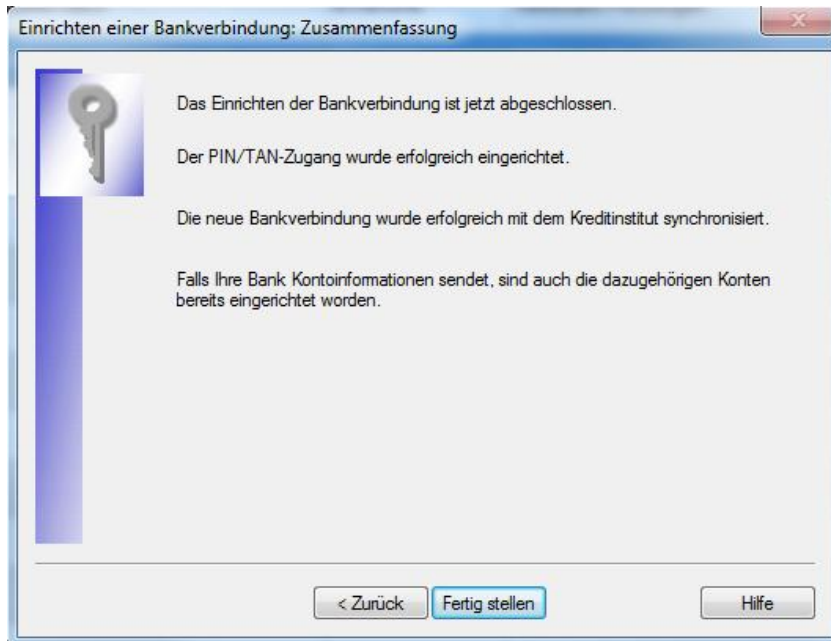 Einrichten einer Bankverbindung: Zusammenfassung
Das Einrichten der Bankverbindung ist jetzt abgeschlossen.
Der PIN/TAN-Zugang wurde erfolgreich eingerichtet.
Die neue Bankverbindung wurde erfolgreich mit dem Kreditinstitut synchronisiert.
Falls Ihre Bank Kontoinformationen sendet, sind auch die dazugehörigen Konten
bereits eingerichtet worden.
< Zurück Fertig stellen Hilfe